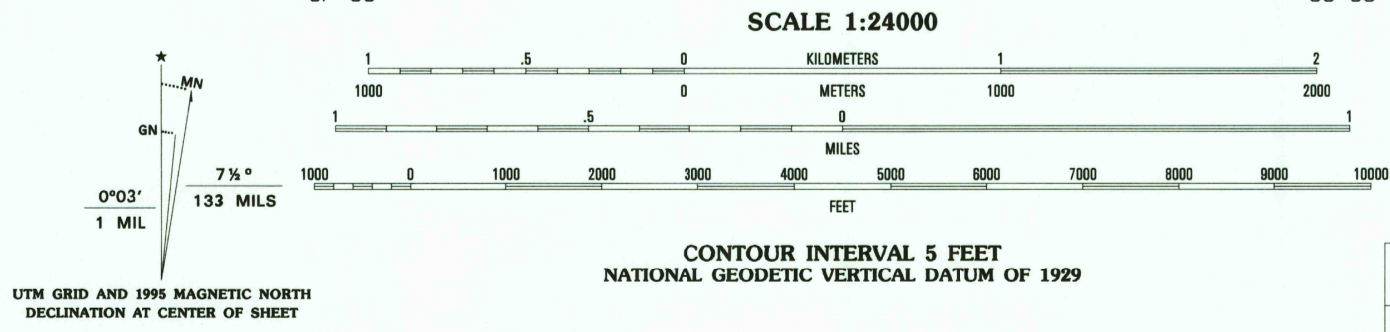 SCALE 1:24000
1 .5 0 KILOMETERS 1 2
1000 0 METERS 1000 2000
1 .5 0 1
MILES
1000 0 1000 2000 3000 4000 5000 6000 7000 8000 9000 10000
FEET
★
MN
GN
7 ½ °
133 MILS
0°03′
1 MIL
UTM GRID AND 1995 MAGNETIC NORTH
DECLINATION AT CENTER OF SHEET
CONTOUR INTERVAL 5 FEET
NATIONAL GEODETIC VERTICAL DATUM OF 1929